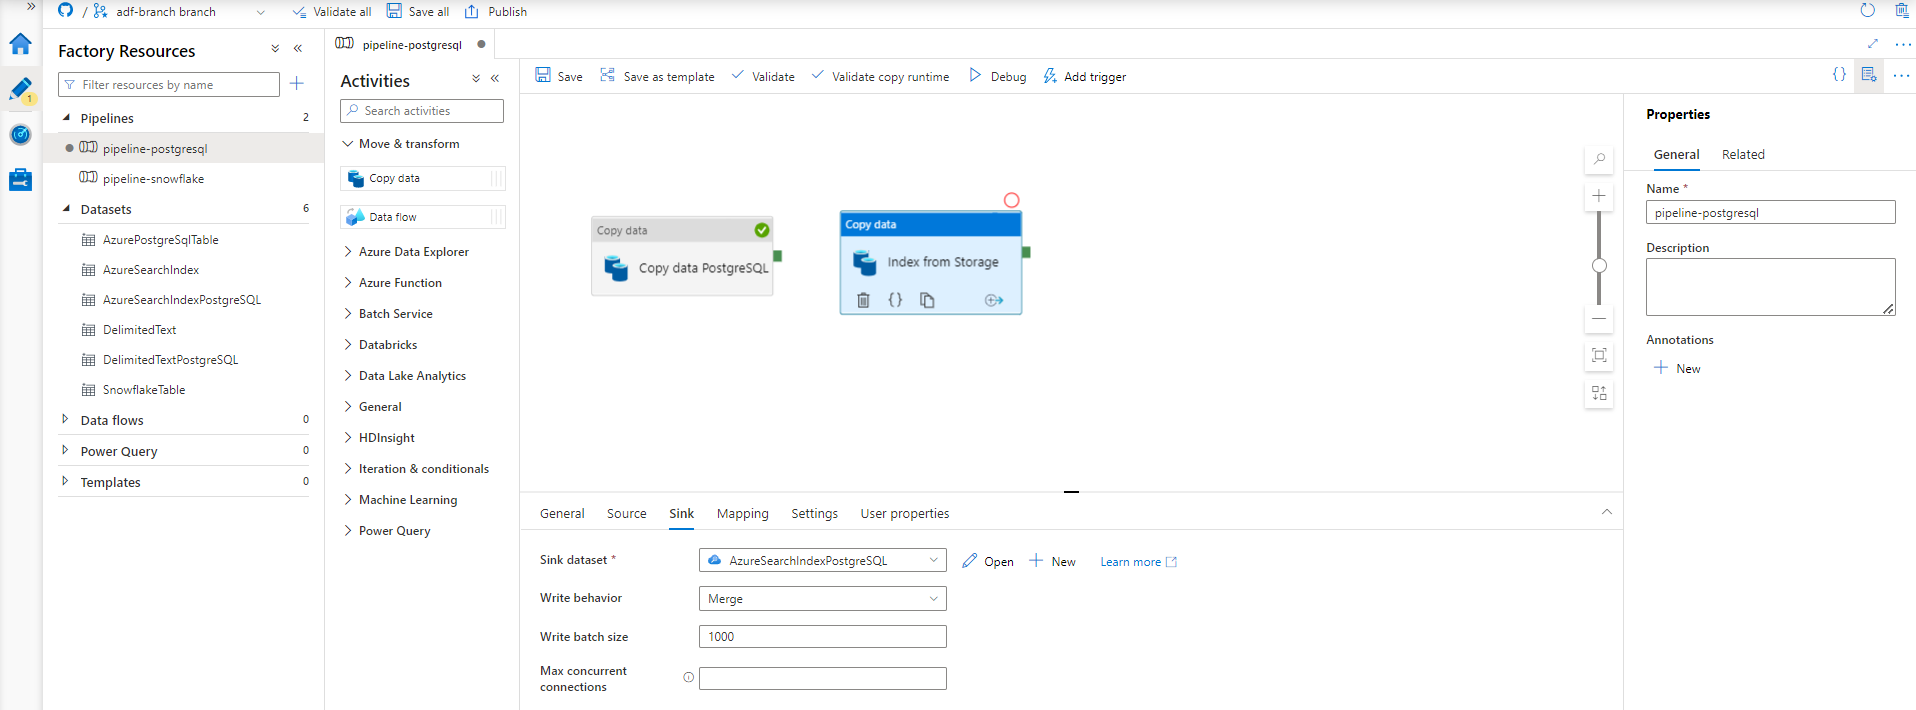 » / adf-branch branch Validate all Save all Publish
Factory Resources
Filter resources by name
Pipelines 2
pipeline-postgresql
pipeline-snowflake
Datasets 6
AzurePostgreSqlTable
AzureSearchIndex
AzureSearchIndexPostgreSQL
DelimitedText
DelimitedTextPostgreSQL
SnowflakeTable
Data flows 0
Power Query 0
Templates 0
1
pipeline-postgresql
Activities
Search activities
Move & transform
Copy data
Data flow
Azure Data Explorer
Azure Function
Batch Service
Databricks
Data Lake Analytics
General
HDInsight
Iteration & conditionals
Machine Learning
Power Query
Save Save as template Validate Validate copy runtime Debug Add trigger {}
Copy data
Copy data PostgreSQL
Copy data
Index from Storage
{}
General Source Sink Mapping Settings User properties
Sink dataset * AzureSearchIndexPostgreSQL Open New Learn more
Write behavior Merge
Write batch size 1000
Max concurrent
connections
Properties
General Related
Name *
pipeline-postgresql
Description
Annotations
New